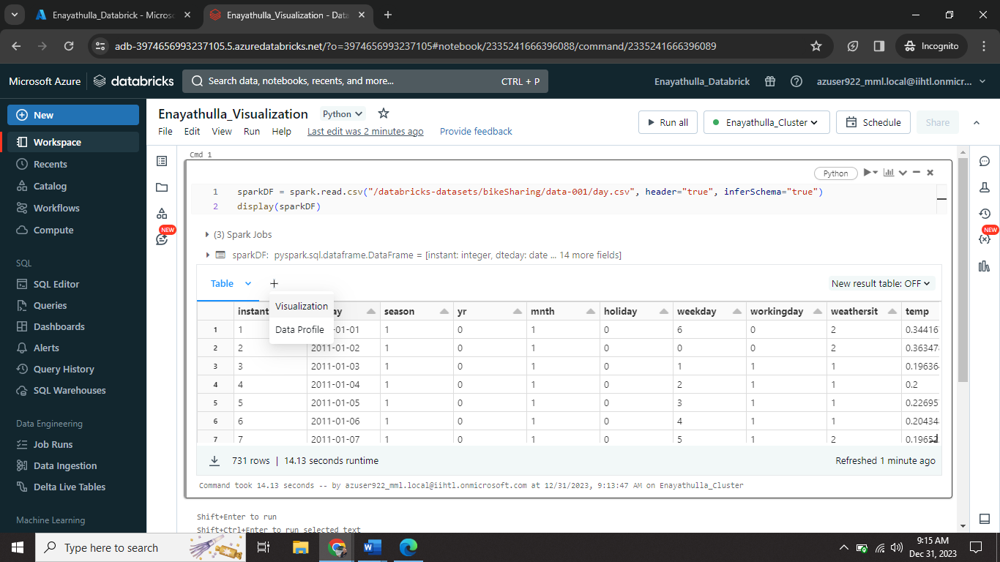 Enayathulla_Databrick - Micros
Enayathulla_Visualization - Data
adb-3974656993237105.5.azuredatabricks.net/?o=3974656993237105#notebook/2335241666396088/command/2335241666396089
Incognito
Microsoft Azure
databricks
Search data, notebooks, recents, and more...
CTRL + P
Enayathulla_Databrick
azuser922_mml.local@iihtl.onmicr...
New
Workspace
Recents
Catalog
Workflows
Compute
SQL
SQL Editor
Queries
Dashboards
Alerts
Query History
SQL Warehouses
Data Engineering
Job Runs
Data Ingestion
Delta Live Tables
Machine Learning
Enayathulla_Visualization Python
File Edit View Run Help Last edit was 2 minutes ago Provide feedback
Run all
Enayathulla_Cluster
Schedule
Share
NEW
NEW
Cmd 1
Python
1 sparkDF = spark.read.csv("/databricks-datasets/bikeSharing/data-001/day.csv", header="true", inferSchema="true")
2 display(sparkDF)
(3) Spark Jobs
sparkDF: pyspark.sql.dataframe.DataFrame = [instant: integer, dteday: date ... 14 more fields]
Table +
New result table: OFF
Visualization
Data Profile
instant ay season yr mnth holiday weekday workingday weathersit temp
1 1 -01-01 1 0 1 0 6 0 2 0.344167
2 2 2011-01-02 1 0 1 0 0 0 2 0.363478
3 3 2011-01-03 1 0 1 0 1 1 1 0.196364
4 4 2011-01-04 1 0 1 0 2 1 1 0.2
5 5 2011-01-05 1 0 1 0 3 1 1 0.226957
6 6 2011-01-06 1 0 1 0 4 1 1 0.204348
7 7 2011-01-07 1 0 1 0 5 1 2 0.19652
731 rows | 14.13 seconds runtime
Refreshed 1 minute ago
Command took 14.13 seconds -- by azuser922_mml.local@iihtl.onmicrosoft.com at 12/31/2023, 9:13:47 AM on Enayathulla_Cluster
Shift+Enter to run
Shift+Ctrl+Enter to run selected text
Type here to search
9:15 AM
Dec 31, 2023